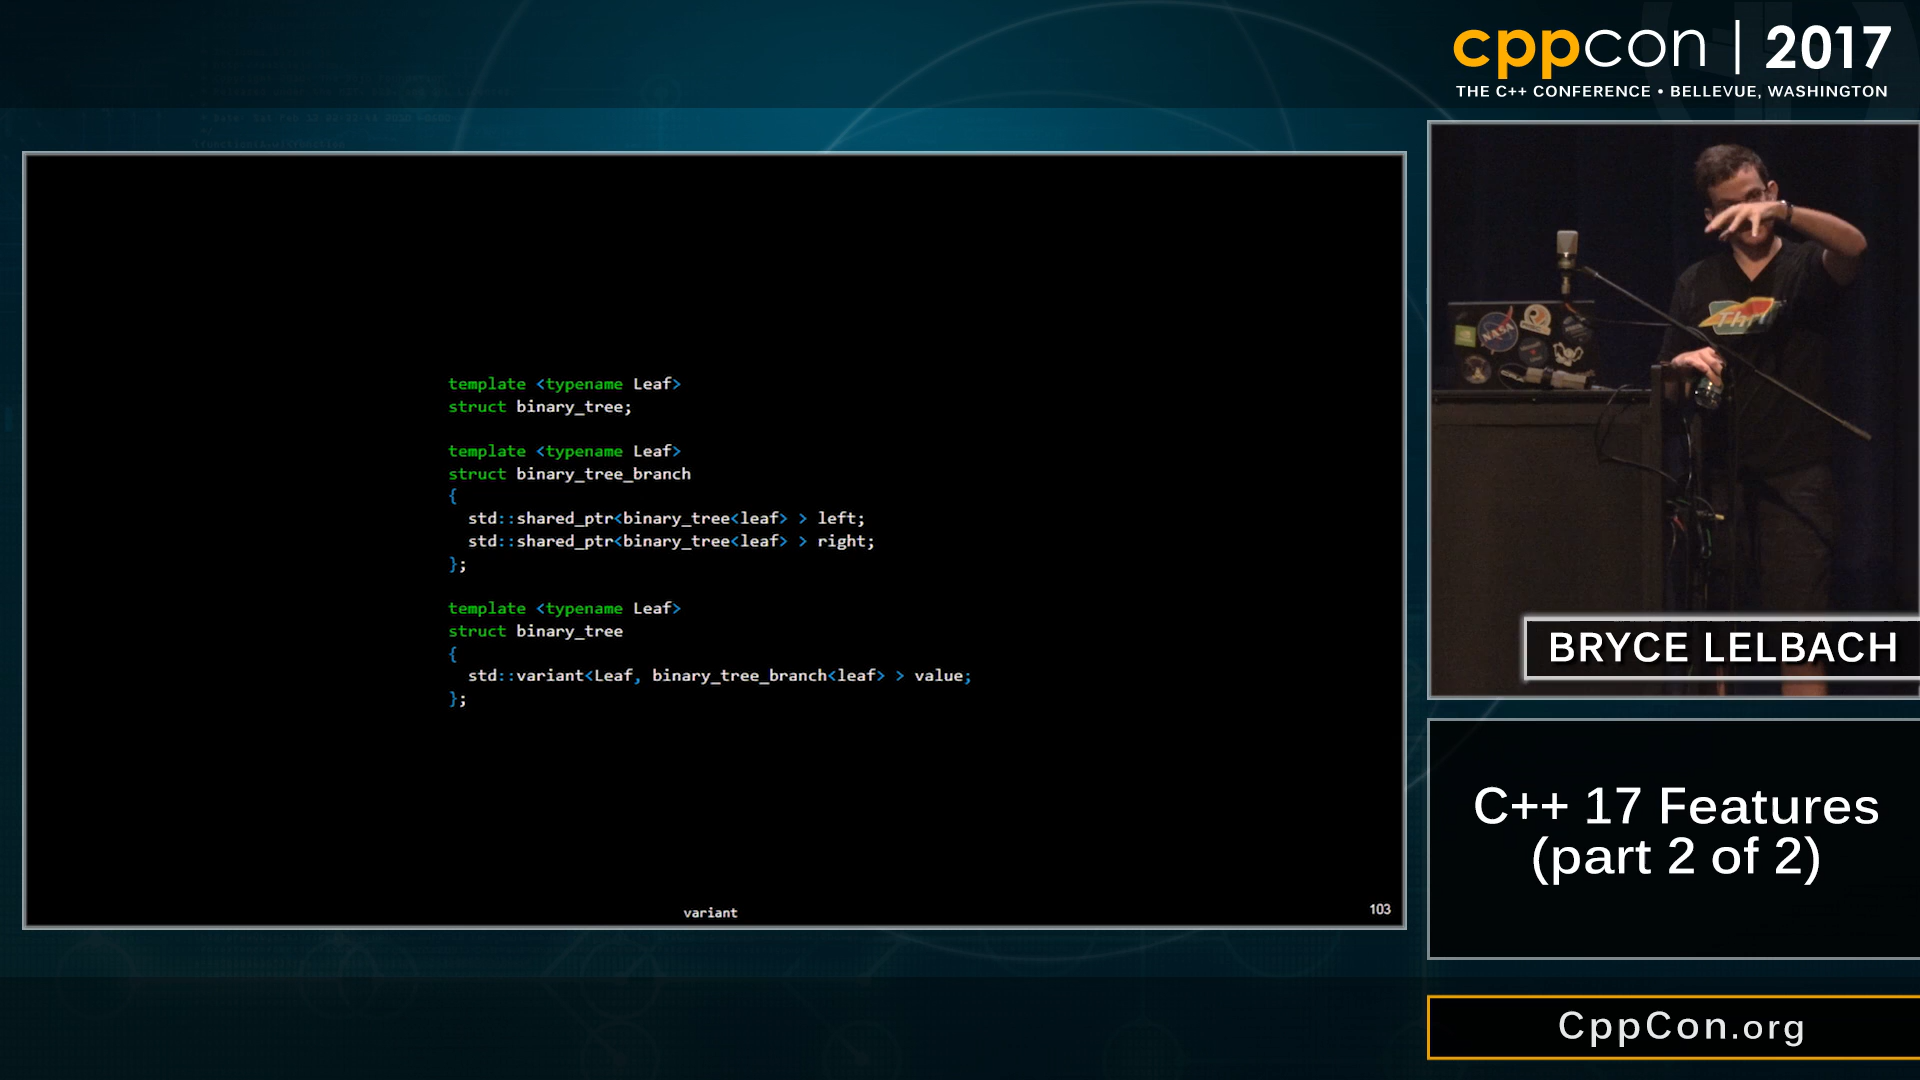 cppcon | 2017
THE C++ CONFERENCE • BELLEVUE, WASHINGTON
template <typename Leaf>
struct binary_tree;
template <typename Leaf>
struct binary_tree_branch
{
std::shared_ptr<binary_tree<leaf> > left;
std::shared_ptr<binary_tree<leaf> > right;
};
template <typename Leaf>
struct binary_tree
{
std::variant<Leaf, binary_tree_branch<leaf> > value;
};
variant
103
NASA
BRYCE LELBACH
C++ 17 Features
(part 2 of 2)
CppCon.org